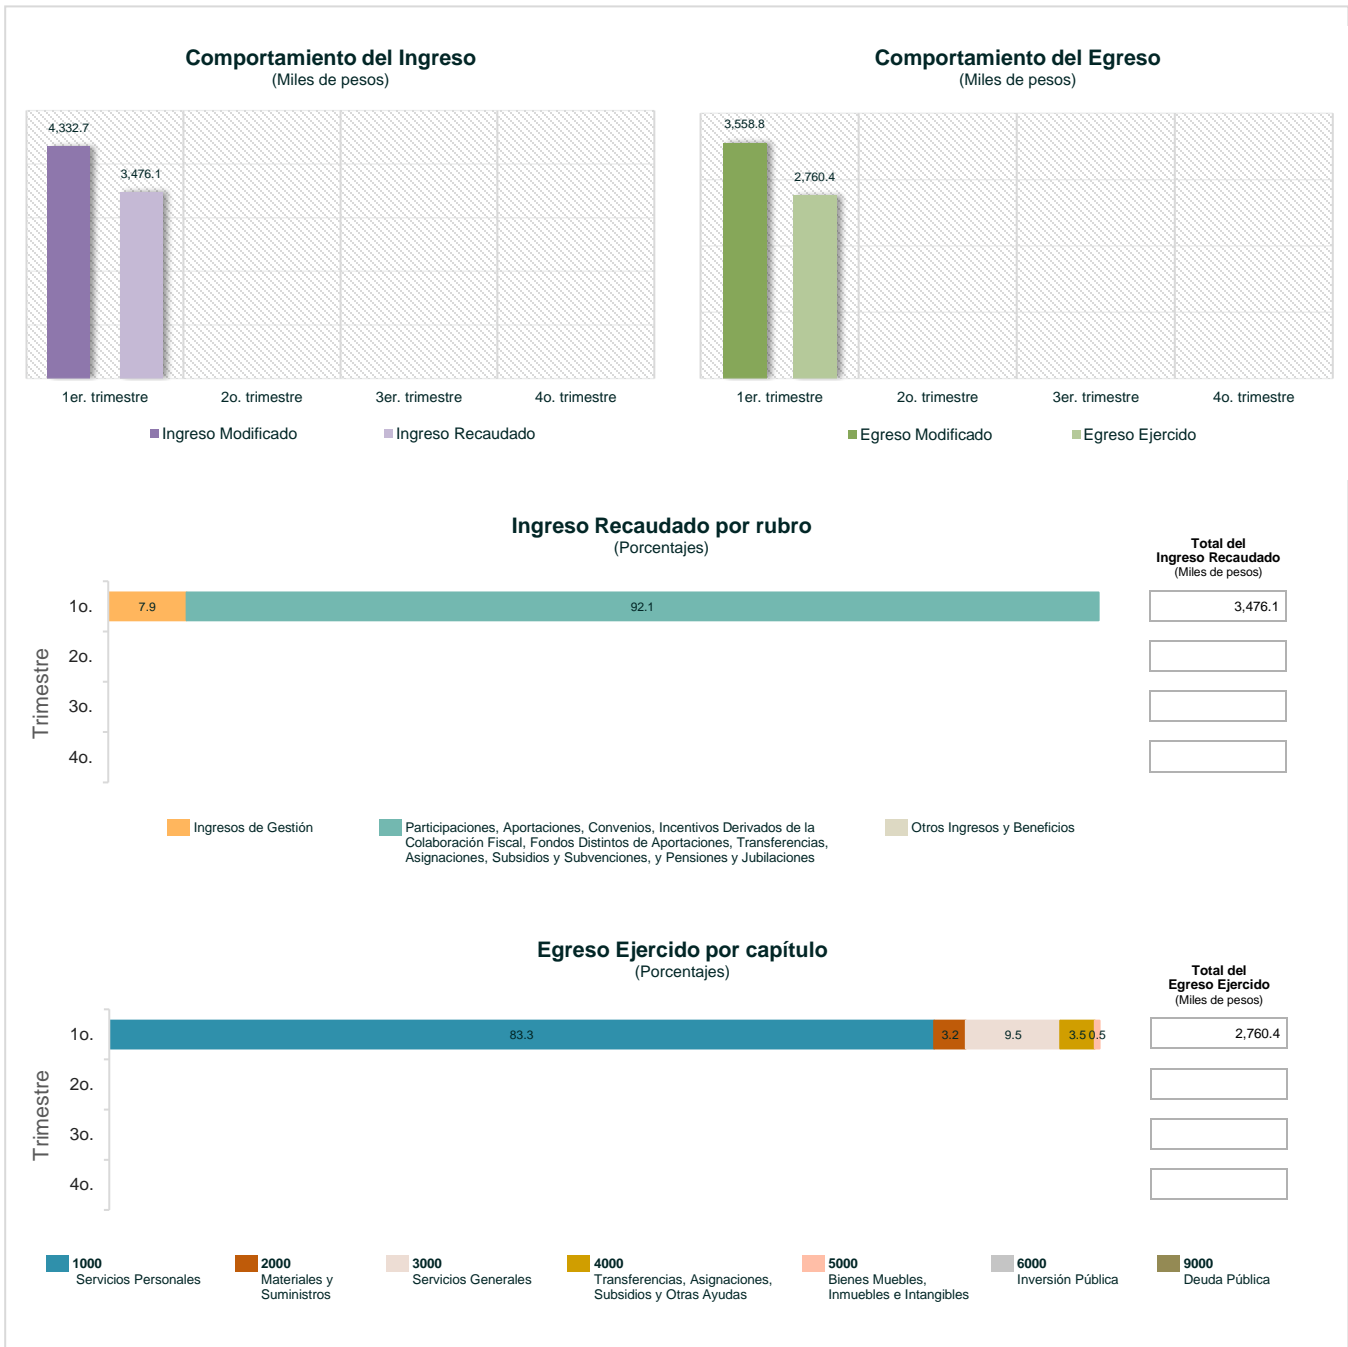 Comportamiento del Ingreso
(Miles de pesos)
4,332.7
3,476.1
1er. trimestre
2o. trimestre
3er. trimestre
4o. trimestre
Ingreso Modificado
Ingreso Recaudado
Comportamiento del Egreso
(Miles de pesos)
3,558.8
2,760.4
1er. trimestre
2o. trimestre
3er. trimestre
4o. trimestre
Egreso Modificado
Egreso Ejercido
Ingreso Recaudado por rubro
(Porcentajes)
Total del
Ingreso Recaudado
(Miles de pesos)
Trimestre
1o.
7.9
92.1
3,476.1
2o.
3o.
4o.
Ingresos de Gestión
Participaciones, Aportaciones, Convenios, Incentivos Derivados de la
Colaboración Fiscal, Fondos Distintos de Aportaciones, Transferencias,
Asignaciones, Subsidios y Subvenciones, y Pensiones y Jubilaciones
Otros Ingresos y Beneficios
Egreso Ejercido por capítulo
(Porcentajes)
Total del
Egreso Ejercido
(Miles de pesos)
Trimestre
1o.
83.3
3.2
9.5
3.5
0.5
2,760.4
2o.
3o.
4o.
1000
Servicios Personales
2000
Materiales y
Suministros
3000
Servicios Generales
4000
Transferencias, Asignaciones,
Subsidios y Otras Ayudas
5000
Bienes Muebles,
Inmuebles e Intangibles
6000
Inversión Pública
9000
Deuda Pública